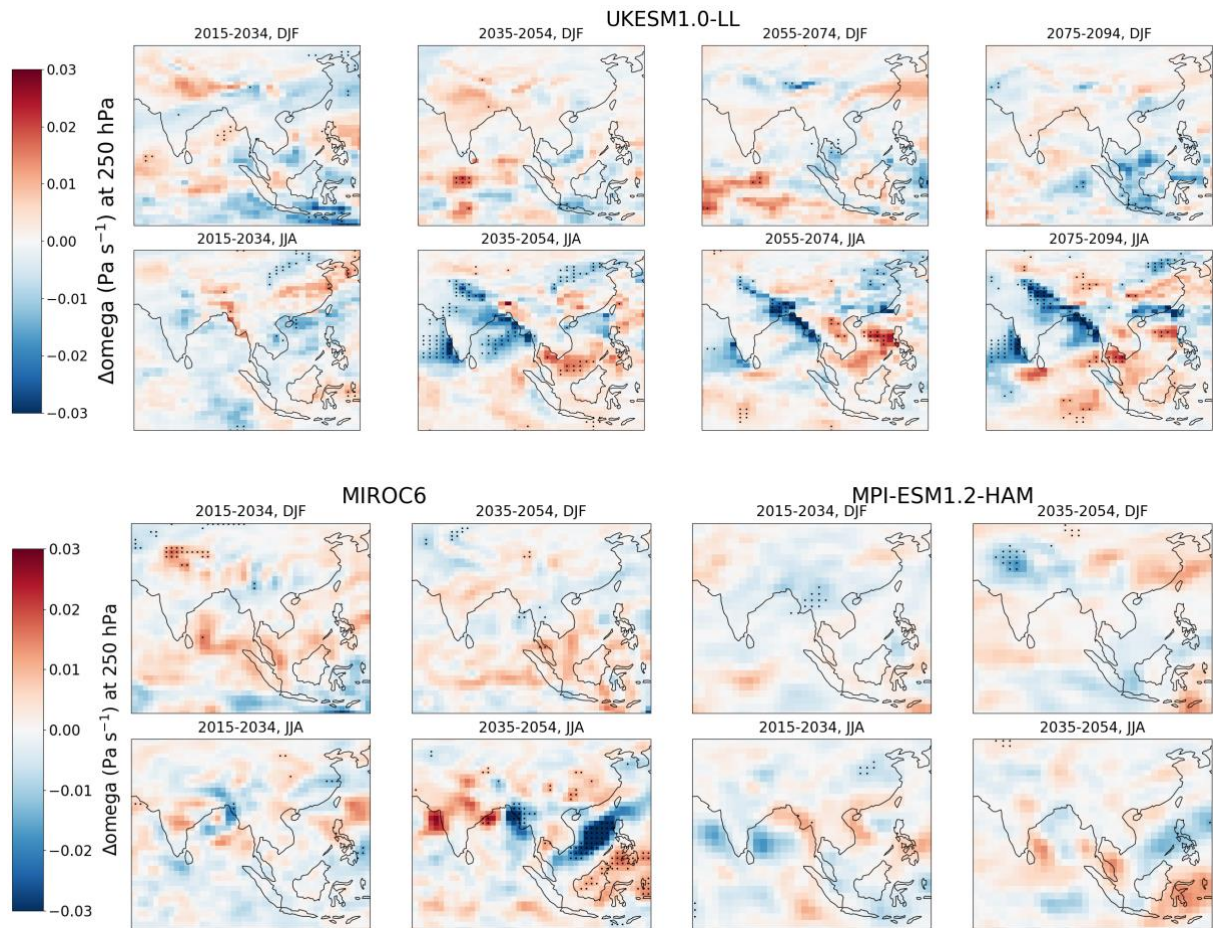 UKESM1.0-LL
2015-2034, DJF
2035-2054, DJF
2055-2074, DJF
2075-2094, DJF
0.03
0.02
0.01
0.00
−0.01
−0.02
−0.03
Δomega (Pa s⁻¹) at 250 hPa
2015-2034, JJA
2035-2054, JJA
2055-2074, JJA
2075-2094, JJA
MIROC6
MPI-ESM1.2-HAM
2015-2034, DJF
2035-2054, DJF
2015-2034, DJF
2035-2054, DJF
0.03
0.02
0.01
0.00
−0.01
−0.02
−0.03
Δomega (Pa s⁻¹) at 250 hPa
2015-2034, JJA
2035-2054, JJA
2015-2034, JJA
2035-2054, JJA